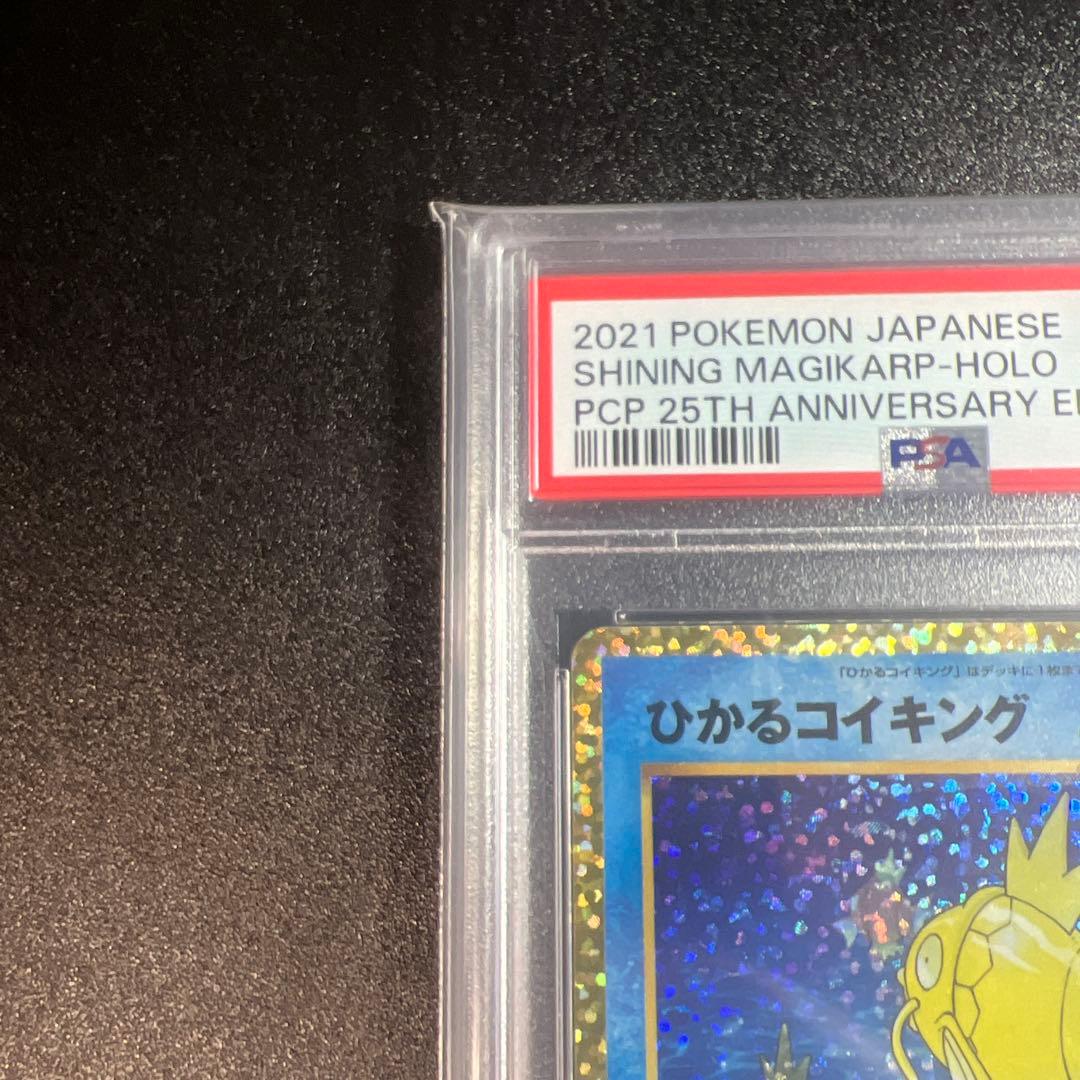 2021 POKEMON JAPANESE
SHINING MAGIKARP-HOLO
PCP 25TH ANNIVERSARY
PSA
「ひかるコイキング」はデッキに1枚ま
ひかるコイキング